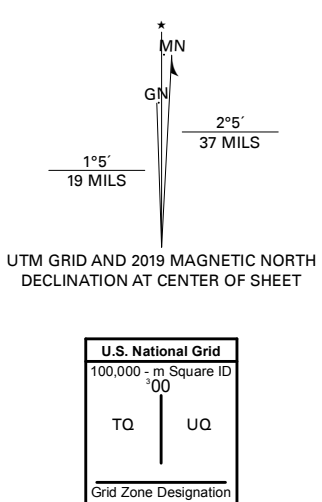 ★
MN
GN
2°5´
37 MILS
1°5´
19 MILS
UTM GRID AND 2019 MAGNETIC NORTH
DECLINATION AT CENTER OF SHEET
U.S. National Grid
100,000 - m Square ID
³00
TQ UQ
Grid Zone Designation